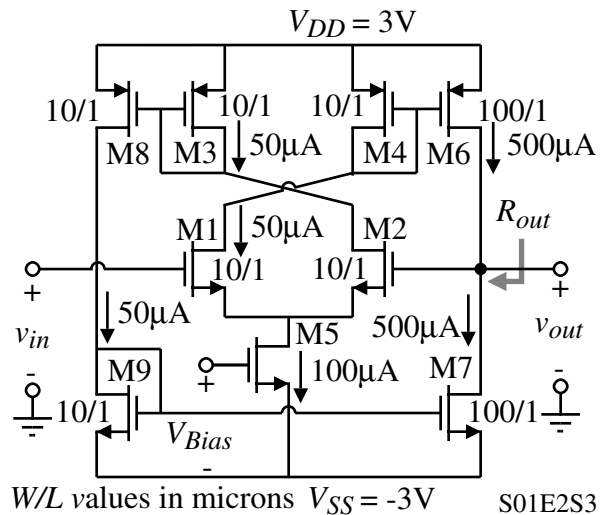 V_DD = 3V
10/1
10/1
10/1
100/1
M8
M3
50μA
M4
M6
500μA
50μA
R_out
M1
M2
10/1
10/1
+
+
v_in
50μA
M5
500μA
v_out
-
M9
+
100μA
M7
-
10/1
100/1
V_Bias
-
W/L values in microns V_SS = -3V
S01E2S3